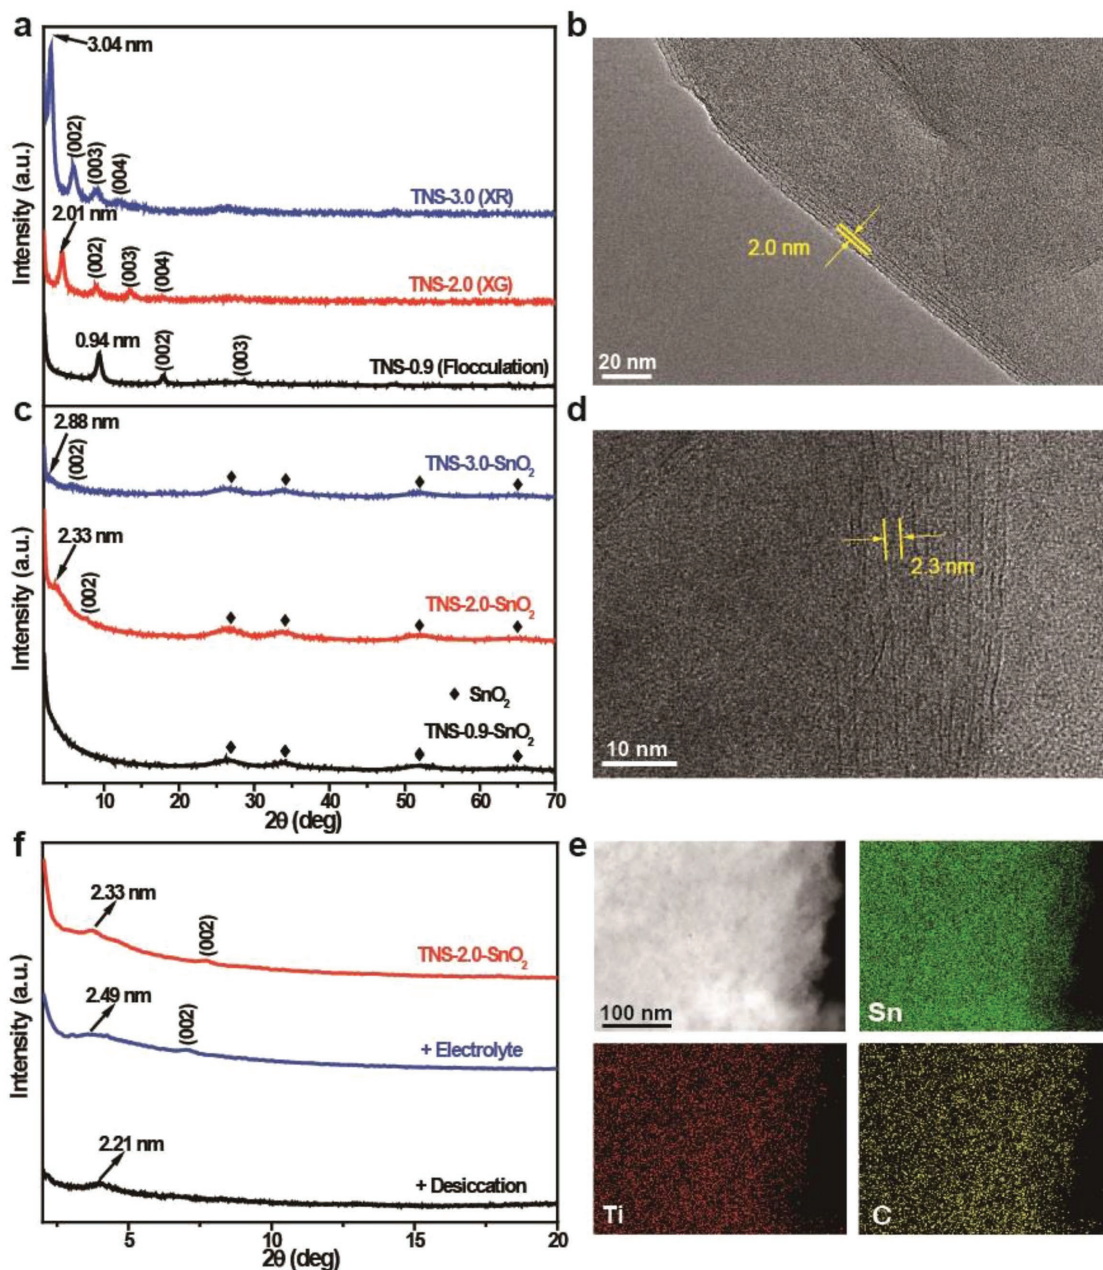 a
3.04 nm
(002)
(003)
(004)
TNS-3.0 (XR)
2.01 nm
(002)
(003)
(004)
TNS-2.0 (XG)
0.94 nm
(002)
(003)
TNS-0.9 (Flocculation)
Intensity (a.u.)
b
2.0 nm
20 nm
c
2.88 nm
(002)
TNS-3.0-SnO₂
2.33 nm
(002)
TNS-2.0-SnO₂
♦ SnO₂
TNS-0.9-SnO₂
Intensity (a.u.)
10 20 30 40 50 60 70
2θ (deg)
d
2.3 nm
10 nm
f
2.33 nm
(002)
TNS-2.0-SnO₂
2.49 nm
(002)
+ Electrolyte
2.21 nm
+ Desiccation
Intensity (a.u.)
5 10 15 20
2θ (deg)
e
100 nm
Sn
Ti
C